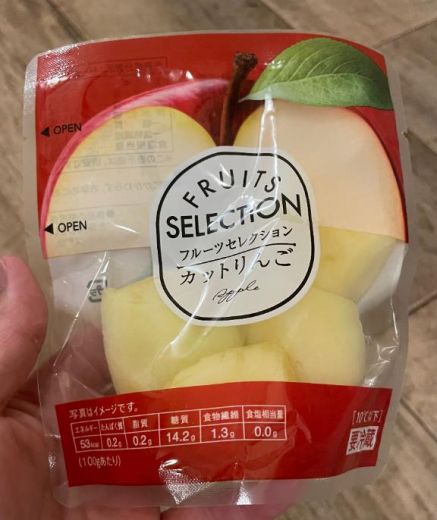 OPEN
OPEN
FRUITS
SELECTION
フルーツセレクション
カットりんご
Apple
写真はイメージです。
エネルギー たんぱく質 脂質 糖質 食物繊維 食塩相当量
53kcal 0.2g 0.2g 14.2g 1.3g 0.0g
(100gあたり)
[10℃以下]
要冷蔵